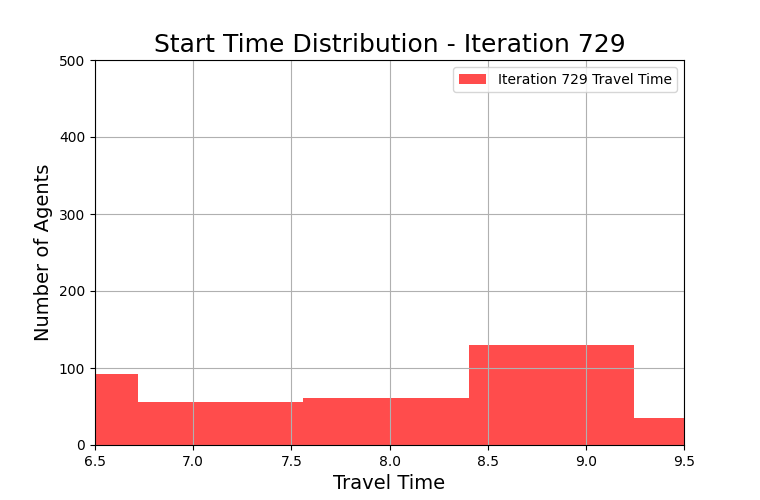 Start Time Distribution - Iteration 729
500
Iteration 729 Travel Time
400
300
200
100
0
Number of Agents
6.5 7.0 7.5 8.0 8.5 9.0 9.5
Travel Time